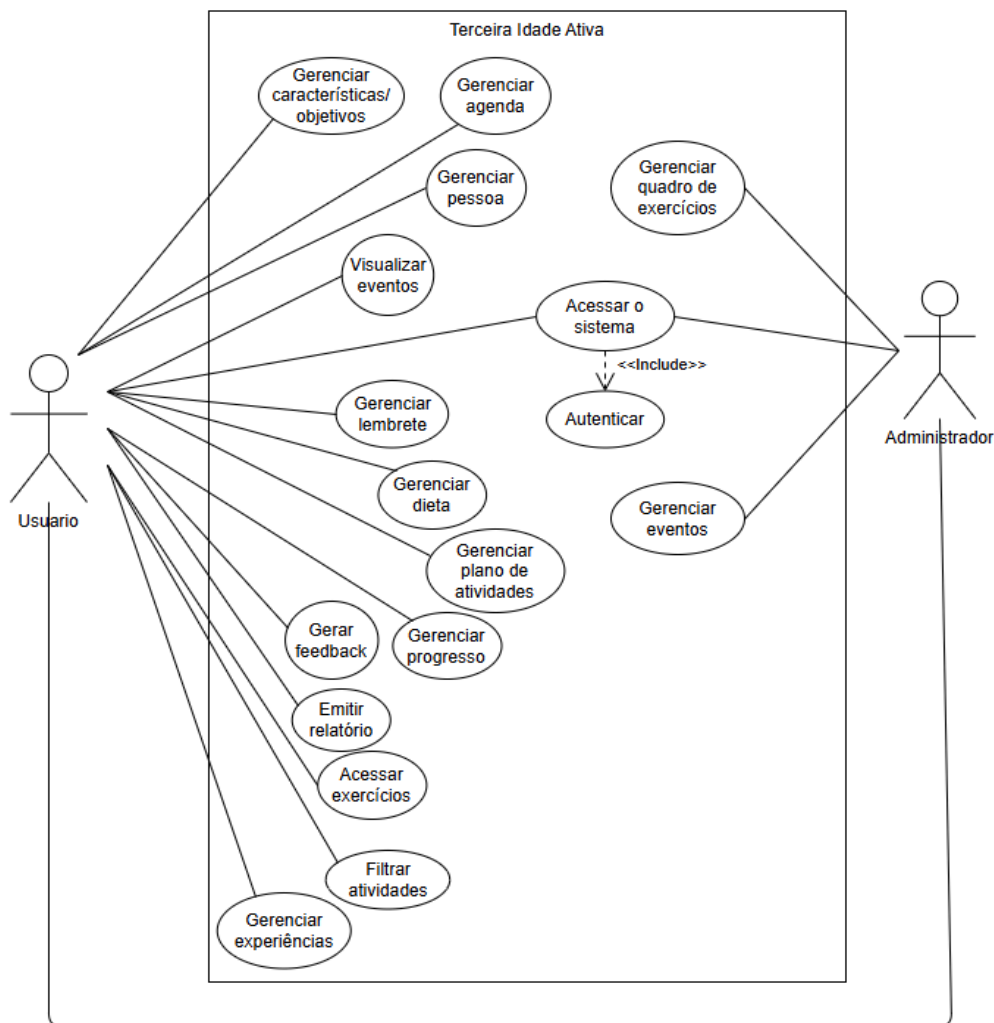 Terceira Idade Ativa
Gerenciar
características/
objetivos
Gerenciar
agenda
Gerenciar
pessoa
Gerenciar
quadro de
exercícios
Visualizar
eventos
Acessar o
sistema
<<Include>>
Autenticar
Gerenciar
lembrete
Administrador
Gerenciar
dieta
Usuario
Gerenciar
eventos
Gerenciar
plano de
atividades
Gerar
feedback
Gerenciar
progresso
Emitir
relatório
Acessar
exercícios
Filtrar
atividades
Gerenciar
experiências